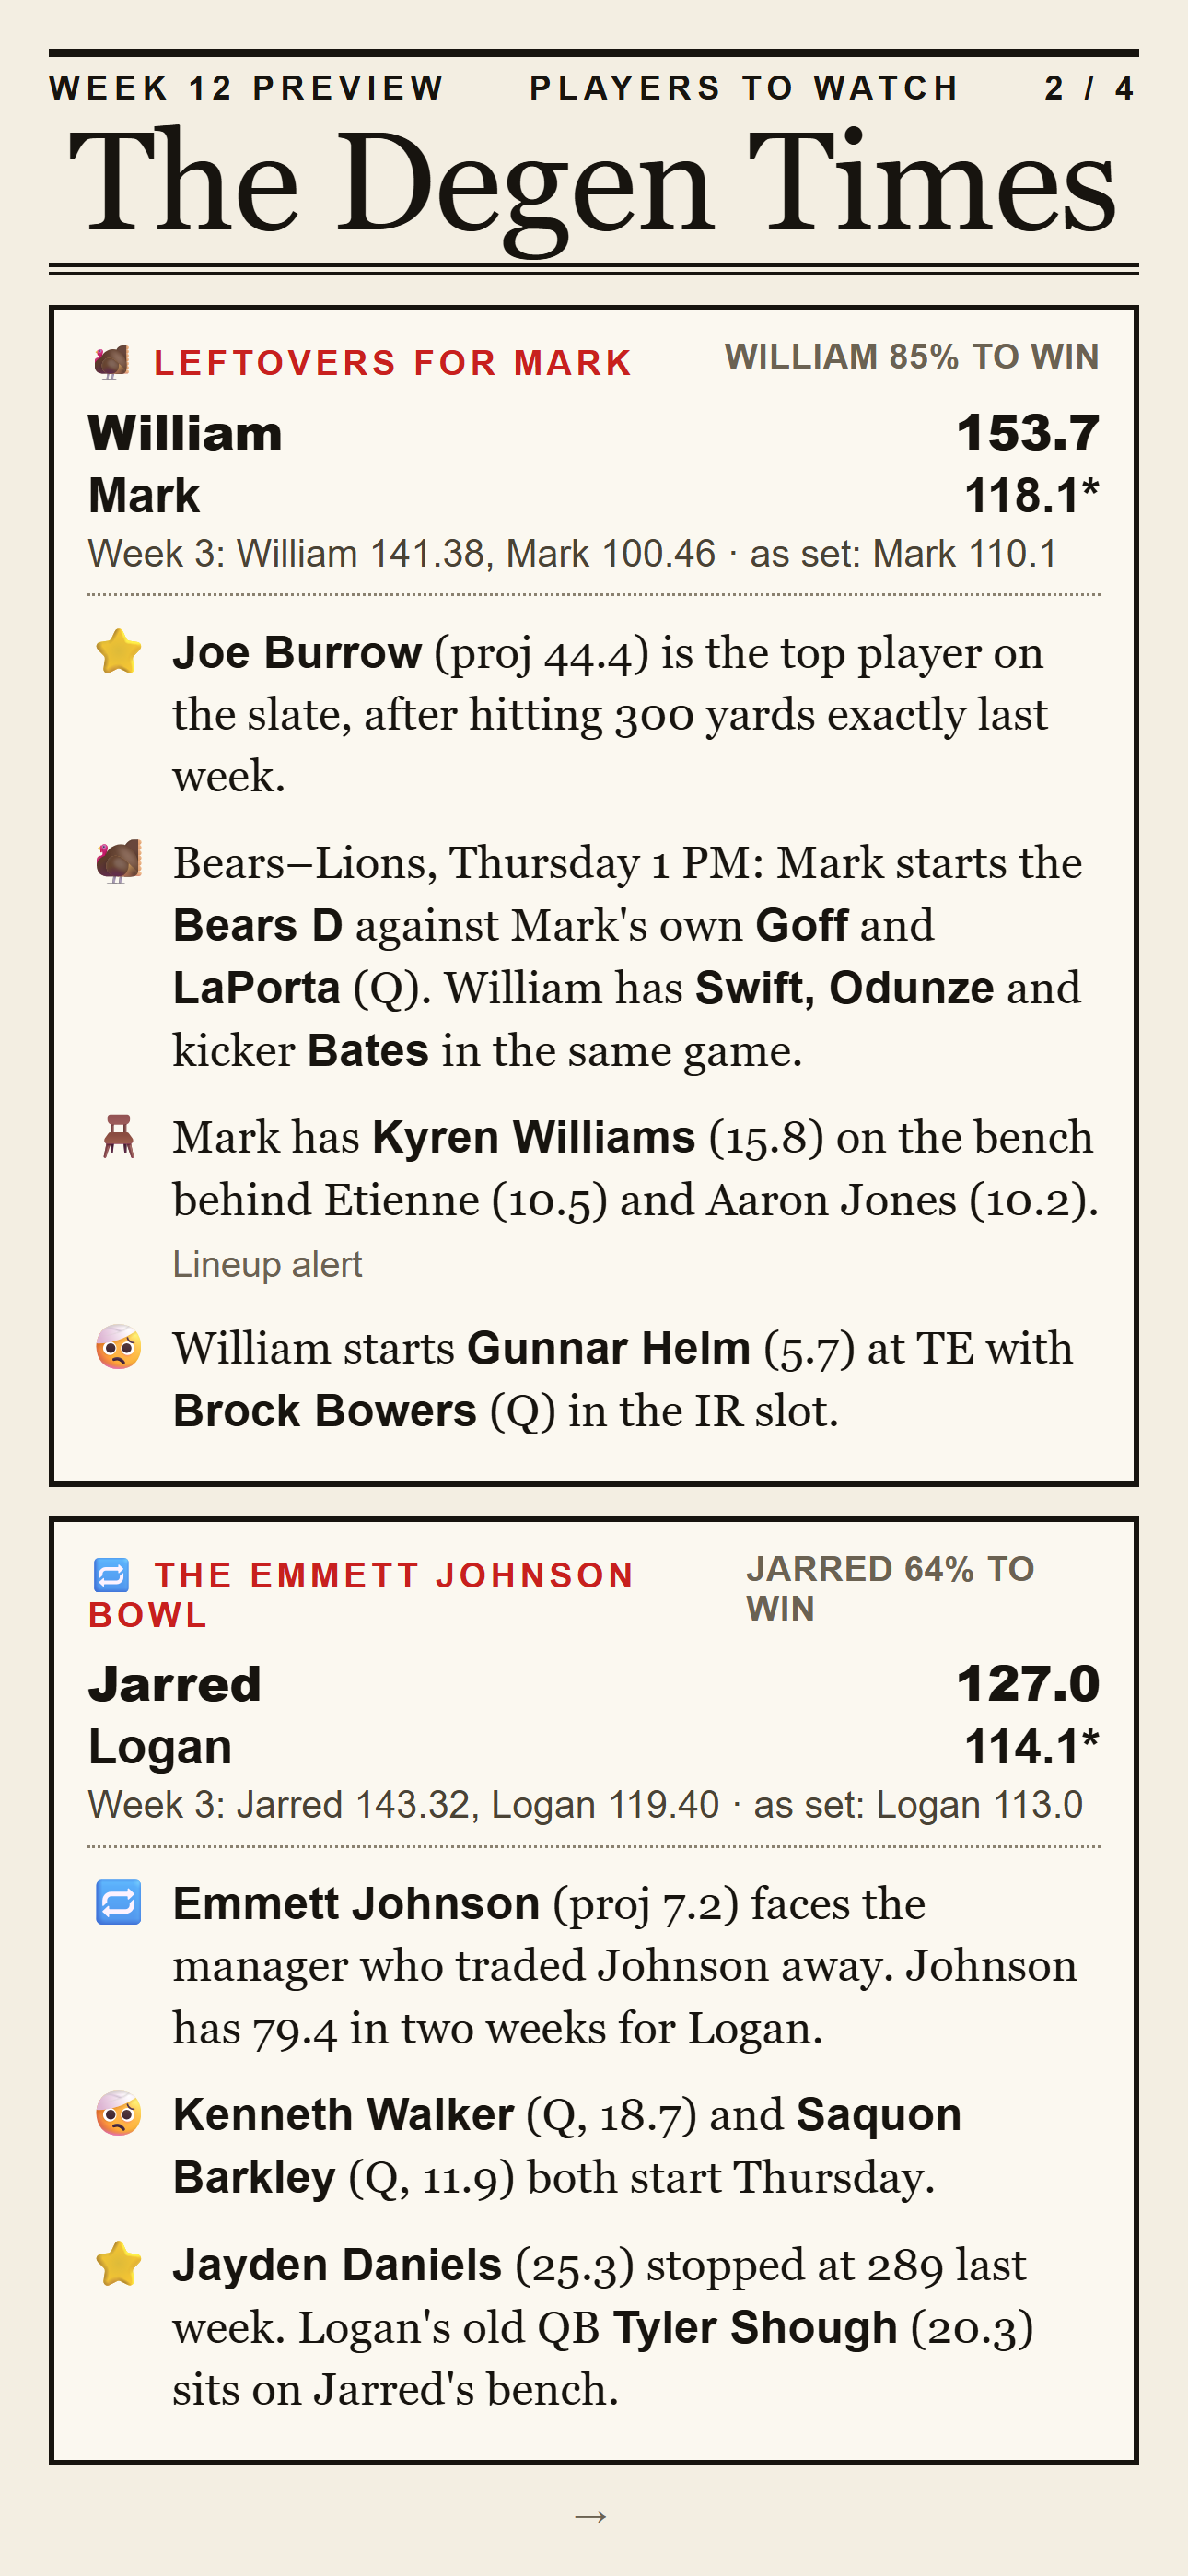 WEEK 12 PREVIEW PLAYERS TO WATCH 2 / 4
The Degen Times
LEFTOVERS FOR MARK WILLIAM 85% TO WIN
William 153.7
Mark 118.1*
Week 3: William 141.38, Mark 100.46 · as set: Mark 110.1
Joe Burrow (proj 44.4) is the top player on
the slate, after hitting 300 yards exactly last
week.
Bears–Lions, Thursday 1 PM: Mark starts the
Bears D against Mark's own Goff and
LaPorta (Q). William has Swift, Odunze and
kicker Bates in the same game.
Mark has Kyren Williams (15.8) on the bench
behind Etienne (10.5) and Aaron Jones (10.2).
Lineup alert
William starts Gunnar Helm (5.7) at TE with
Brock Bowers (Q) in the IR slot.
THE EMMETT JOHNSON
BOWL
JARRED 64% TO
WIN
Jarred 127.0
Logan 114.1*
Week 3: Jarred 143.32, Logan 119.40 · as set: Logan 113.0
Emmett Johnson (proj 7.2) faces the
manager who traded Johnson away. Johnson
has 79.4 in two weeks for Logan.
Kenneth Walker (Q, 18.7) and Saquon
Barkley (Q, 11.9) both start Thursday.
Jayden Daniels (25.3) stopped at 289 last
week. Logan's old QB Tyler Shough (20.3)
sits on Jarred's bench.
→